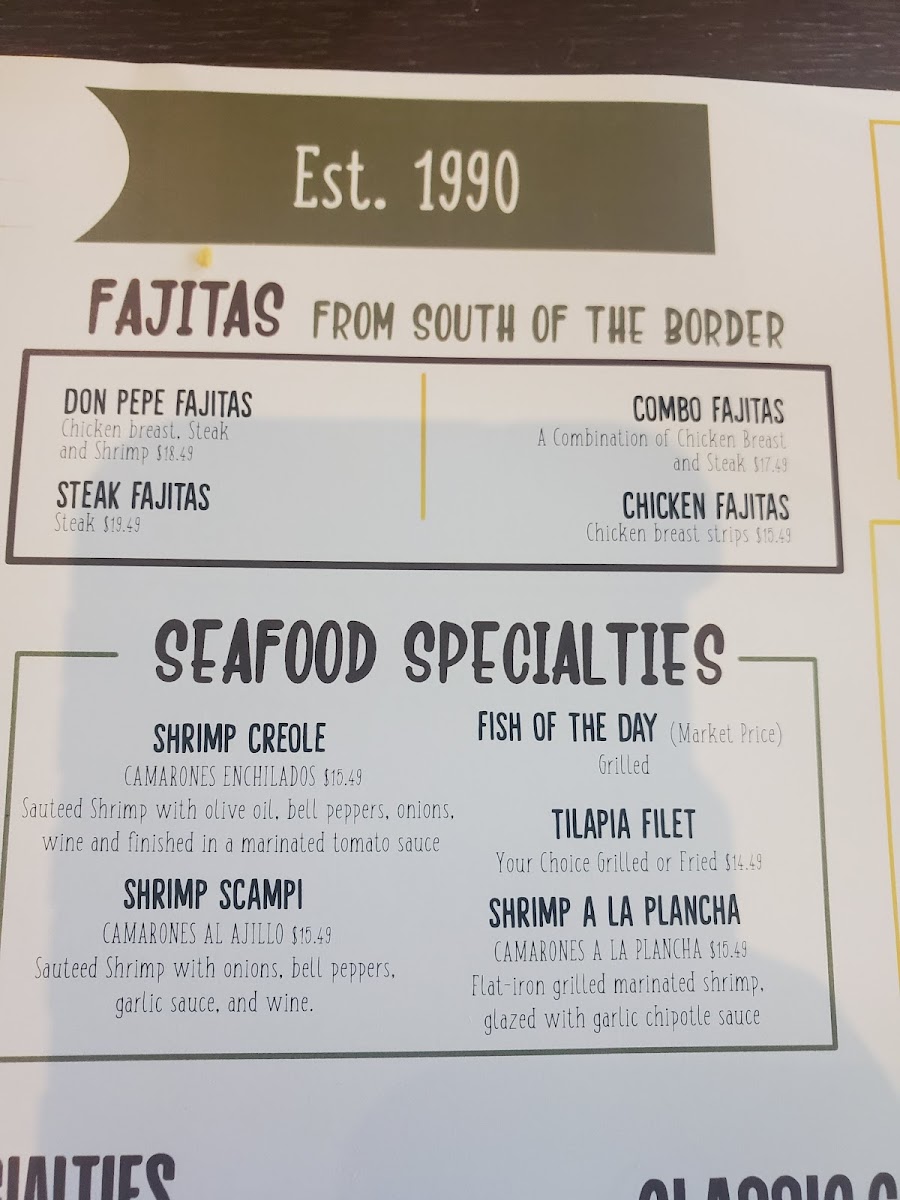 Est. 1990
FAJITAS FROM SOUTH OF THE BORDER
DON PEPE FAJITAS
Chicken breast, Steak
and Shrimp $18.49
STEAK FAJITAS
Steak $19.49
COMBO FAJITAS
A Combination of Chicken Breast
and Steak $17.49
CHICKEN FAJITAS
Chicken breast strips $15.49
SEAFOOD SPECIALTIES
SHRIMP CREOLE
CAMARONES ENCHILADOS $15.49
Sauteed Shrimp with olive oil, bell peppers, onions,
wine and finished in a marinated tomato sauce
SHRIMP SCAMPI
CAMARONES AL AJILLO $15.49
Sauteed Shrimp with onions, bell peppers,
garlic sauce, and wine.
FISH OF THE DAY (Market Price)
Grilled
TILAPIA FILET
Your Choice Grilled or Fried $14.49
SHRIMP A LA PLANCHA
CAMARONES A LA PLANCHA $15.49
Flat-iron grilled marinated shrimp,
glazed with garlic chipotle sauce